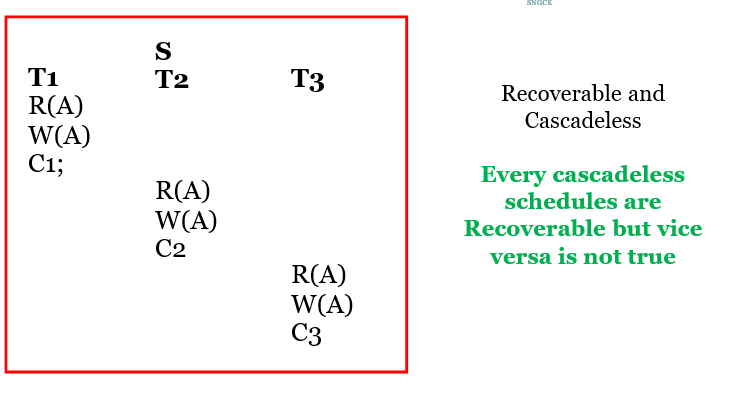 SNGCE
S
T1 T2 T3
R(A)
W(A)
C1;
R(A)
W(A)
C2
R(A)
W(A)
C3
Recoverable and
Cascadeless
Every cascadeless
schedules are
Recoverable but vice
versa is not true